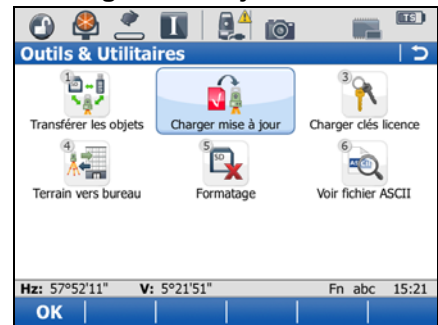 I
TS
Outils & Utilitaires
1
3)
Transférer les objets
Charger mise à jour
Charger clés licence
4
5
SD
6
ASCII
Terrain vers bureau
Formatage
Voir fichier ASCII
Hz: 57°52'11" V: 5°21'51" Fn abc 15:21
OK